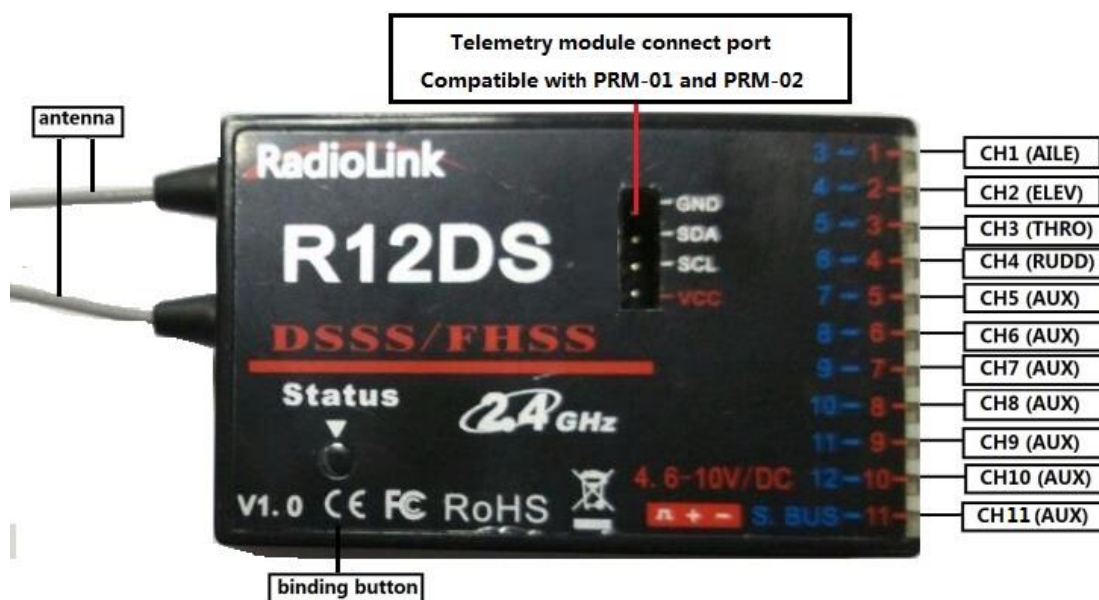 Telemetry module connect port
Compatible with PRM-01 and PRM-02
antenna
RadioLink
R12DS
DSSS/FHSS
Status
2.4GHz
V1.0 CE FC RoHS
GND
SDA
SCL
VCC
3 - 1 - CH1 (AILE)
4 - 2 - CH2 (ELEV)
5 - 3 - CH3 (THRO)
6 - 4 - CH4 (RUDD)
7 - 5 - CH5 (AUX)
8 - 6 - CH6 (AUX)
9 - 7 - CH7 (AUX)
10 - 8 - CH8 (AUX)
11 - 9 - CH9 (AUX)
4.6-10V/DC 12 - 10 - CH10 (AUX)
+ - S.BUS - 11 - CH11 (AUX)
binding button